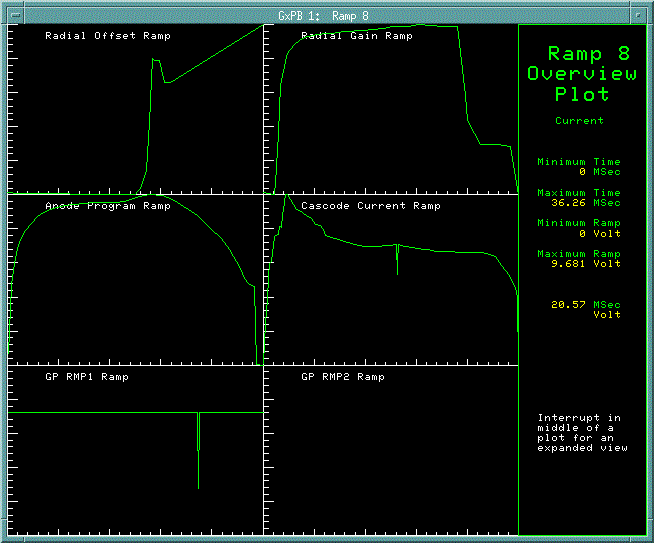 GxPB 1:  Ramp 8
Radial Offset Ramp
Radial Gain Ramp
Anode Program Ramp
Cascode Current Ramp
GP RMP1 Ramp
GP RMP2 Ramp
Ramp 8
Overview
Plot
Current
Minimum Time
0 MSec
Maximum Time
36.26 MSec
Minimum Ramp
0 Volt
Maximum Ramp
9.681 Volt
20.57 MSec
Volt
Interrupt in
middle of a
plot for an
expanded view